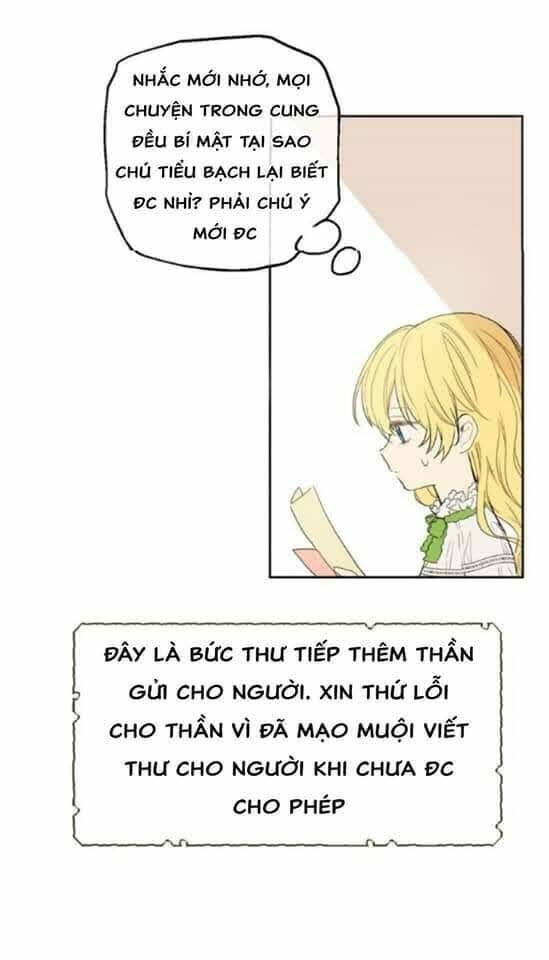 NHẮC MỚI NHỚ, MỌI
CHUYỆN TRONG CUNG
ĐỀU BÍ MẬT TẠI SAO
CHÚ TIỂU BẠCH LẠI BIẾT
ĐC NHỈ? PHẢI CHÚ Ý
MỚI ĐC
ĐÂY LÀ BỨC THƯ TIẾP THÊM THẦN
GỬI CHO NGƯỜI. XIN THỨ LỖI
CHO THẦN VÌ ĐÃ MẠO MUỘI VIẾT
THƯ CHO NGƯỜI KHI CHƯA ĐC
CHO PHÉP